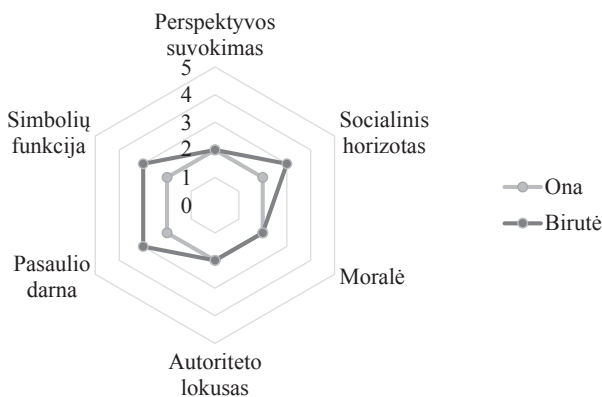 Perspektyvos
suvokimas
5
4
3
2
1
0
Simbolių
funkcija
Socialinis
horizotas
Ona
Birutė
Pasaulio
darna
Moralė
Autoriteto
lokusas